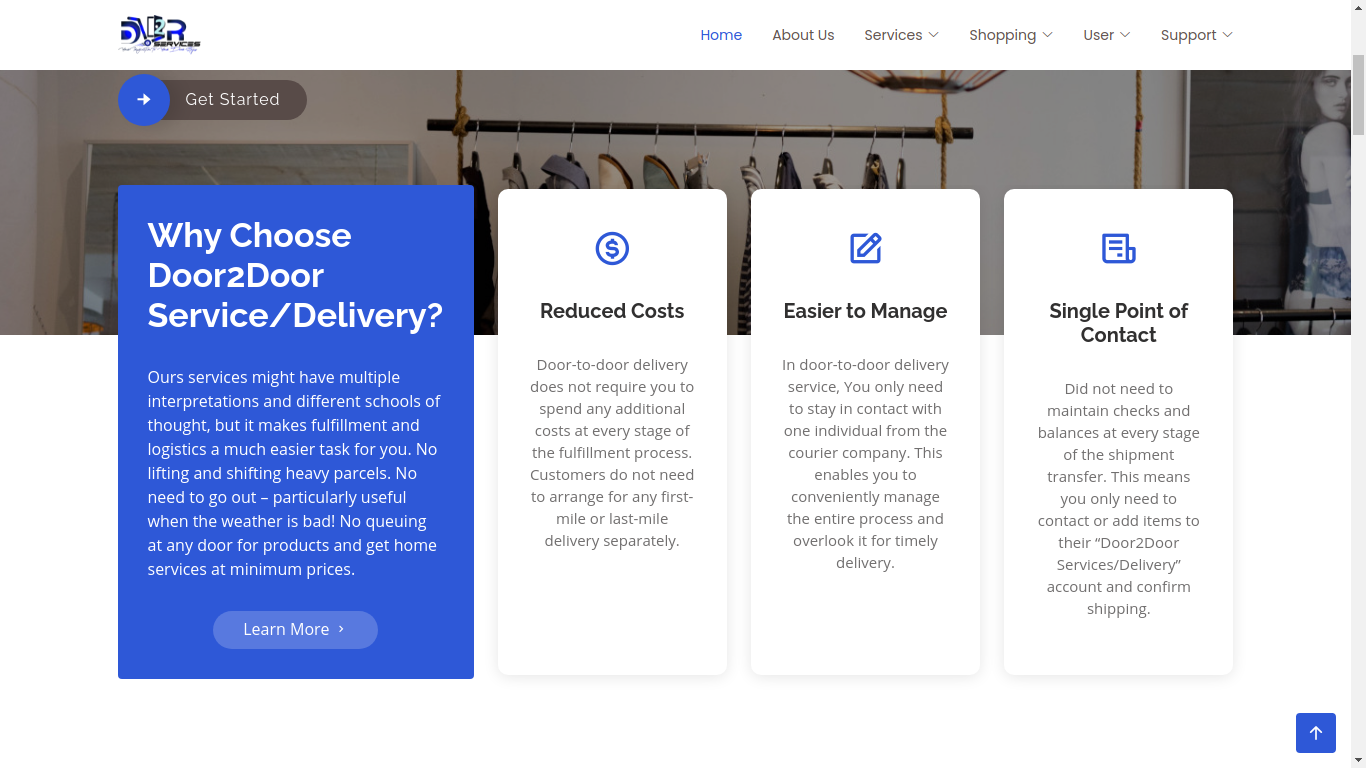 SERVICES
Home
About Us
Services
Shopping
User
Support
Get Started
Why Choose
Door2Door
Service/Delivery?
Ours services might have multiple
interpretations and different schools of
thought, but it makes fulfillment and
logistics a much easier task for you. No
lifting and shifting heavy parcels. No
need to go out – particularly useful
when the weather is bad! No queuing
at any door for products and get home
services at minimum prices.
Learn More
Reduced Costs
Door-to-door delivery
does not require you to
spend any additional
costs at every stage of
the fulfillment process.
Customers do not need
to arrange for any first-
mile or last-mile
delivery separately.
Easier to Manage
In door-to-door delivery
service, You only need
to stay in contact with
one individual from the
courier company. This
enables you to
conveniently manage
the entire process and
overlook it for timely
delivery.
Single Point of
Contact
Did not need to
maintain checks and
balances at every stage
of the shipment
transfer. This means
you only need to
contact or add items to
their “Door2Door
Services/Delivery”
account and confirm
shipping.